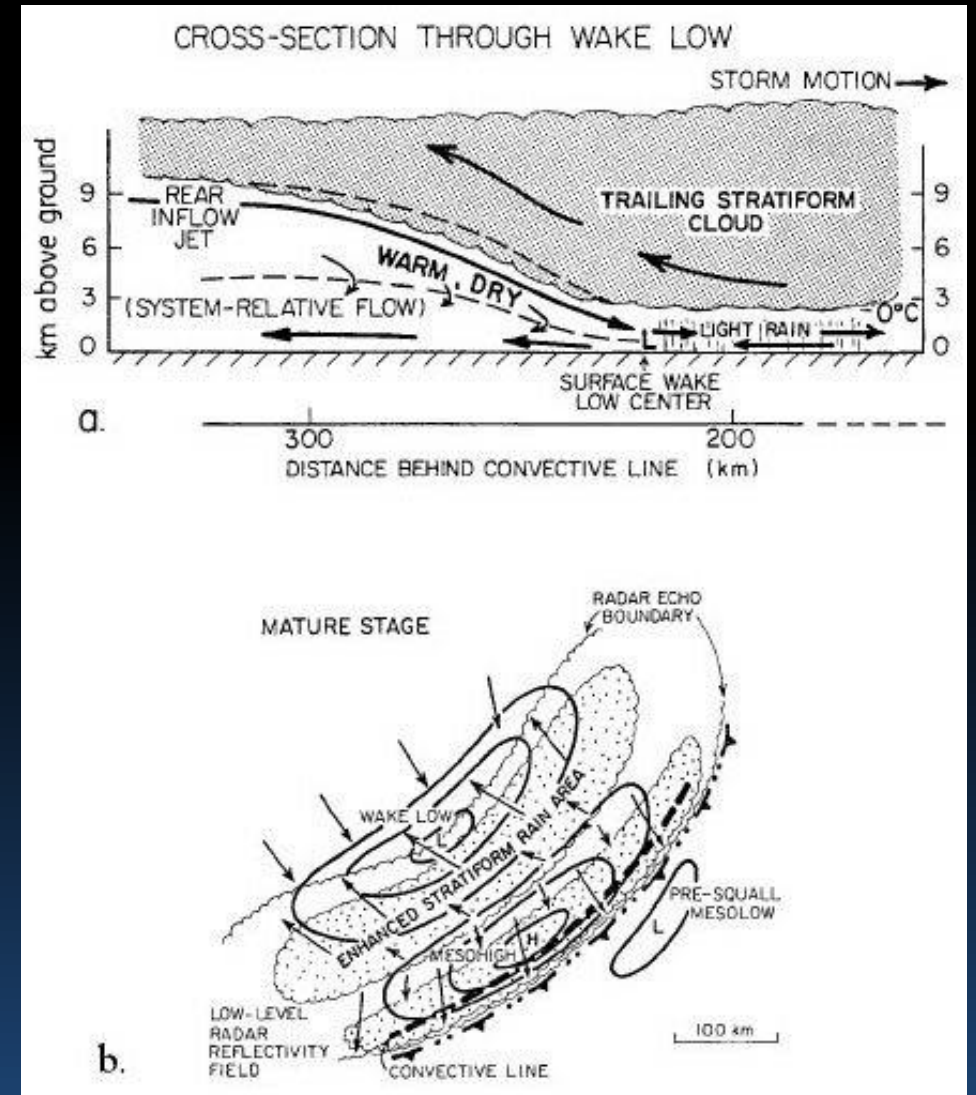 CROSS-SECTION THROUGH WAKE LOW
STORM MOTION
km above ground
9
6
3
0
REAR
INFLOW
JET
TRAILING STRATIFORM
CLOUD
WARM, DRY
(SYSTEM-RELATIVE FLOW)
L
LIGHT RAIN
0°C
9
6
3
0
SURFACE WAKE
LOW CENTER
a.
300
200
DISTANCE BEHIND CONVECTIVE LINE (km)
MATURE STAGE
RADAR ECHO
BOUNDARY
WAKE LOW
L
ENHANCED STRATIFORM RAIN AREA
PRE-SQUALL
MESOLOW
L
MESOHIGH
H
LOW-LEVEL
RADAR
REFLECTIVITY
FIELD
100 km
b.
CONVECTIVE LINE